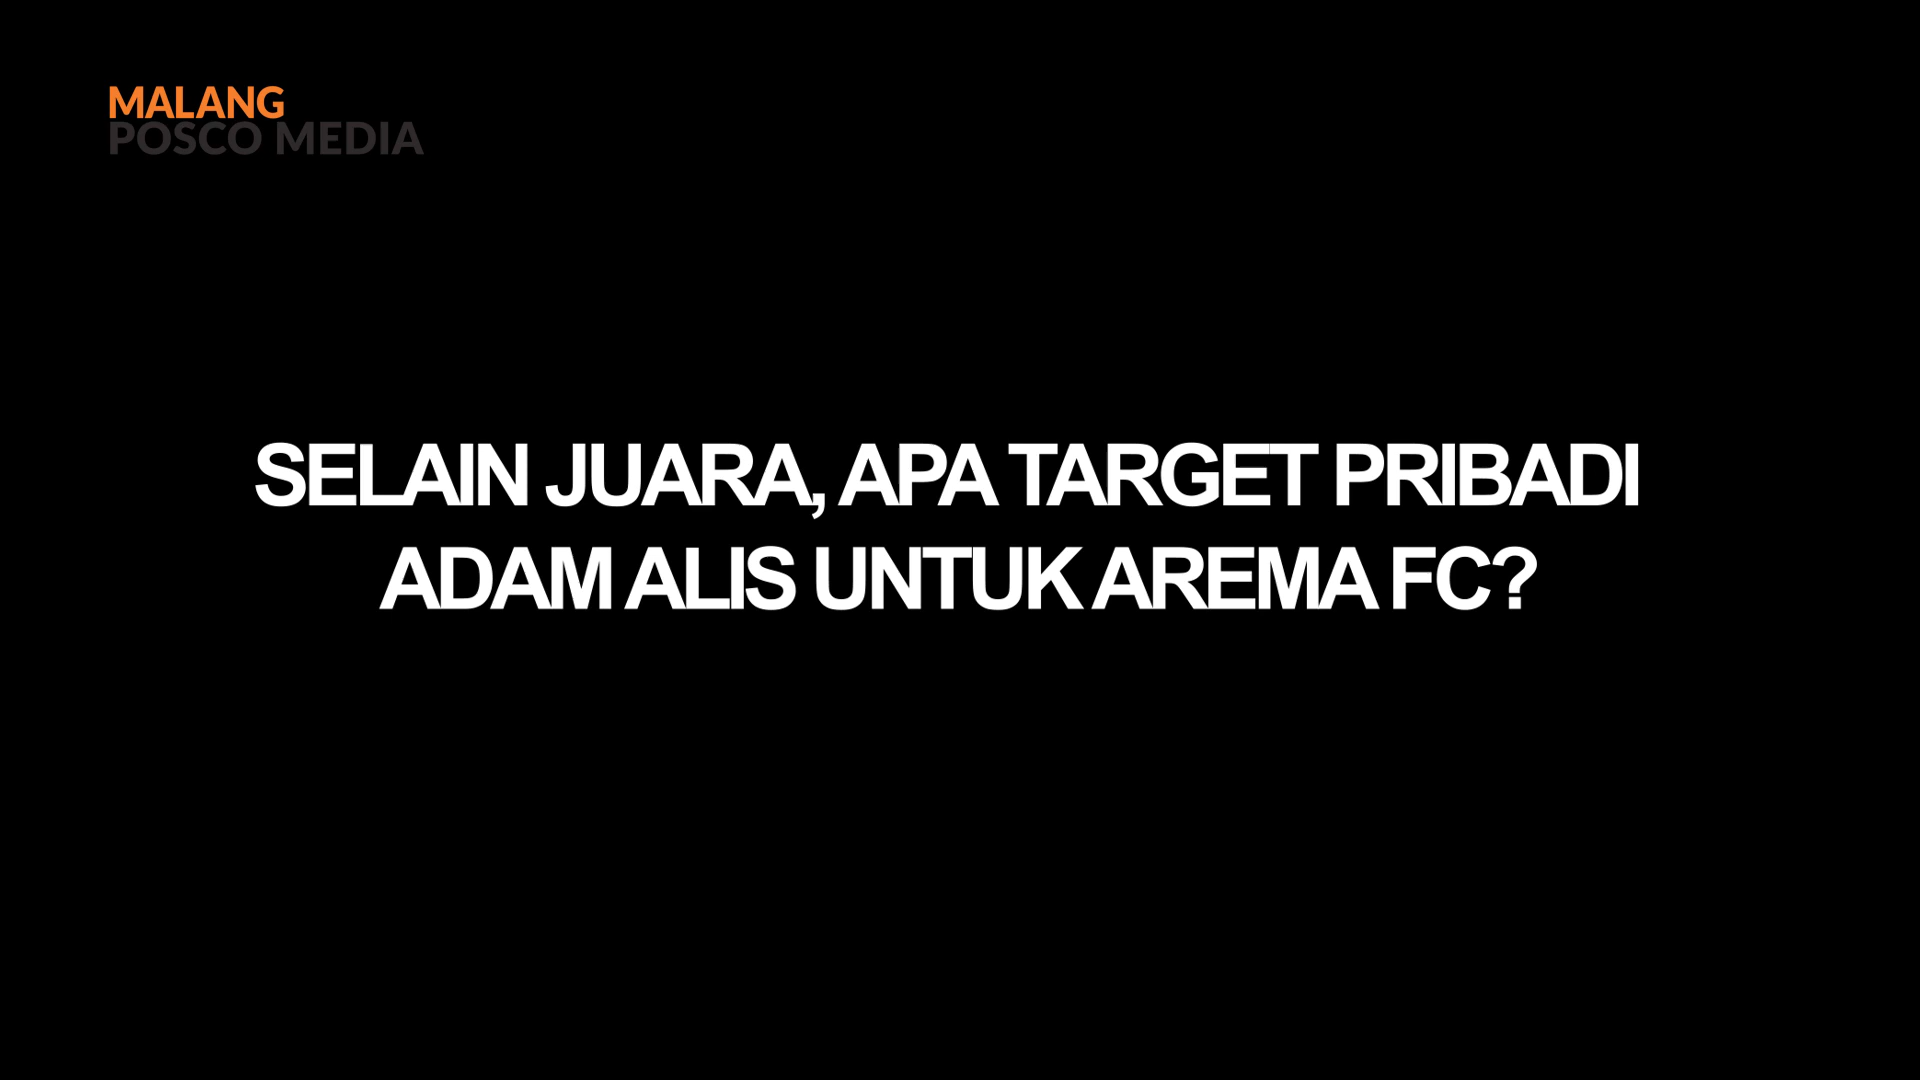 MALANG
POSCO MEDIA
SELAIN JUARA, APA TARGET PRIBADI
ADAM ALIS UNTUK AREMA FC?